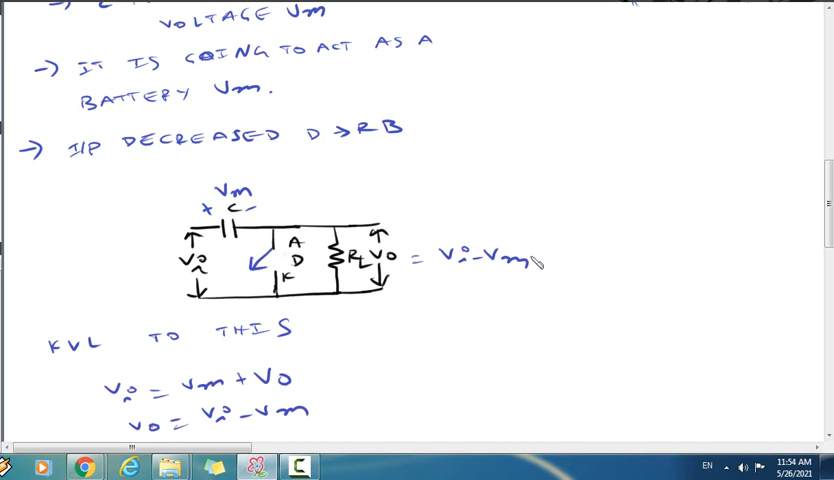 VOLTAGE Vm
→ IT IS GOING TO ACT AS A
BATTERY Vm.
→ I/P DECREASED D → RB
Vm
+ C -
A
Vi D RL Vo = Vi - Vm
K
KVL TO THIS
Vi = Vm + Vo
Vo = Vi - Vm
EN
11:54 AM
5/26/2021